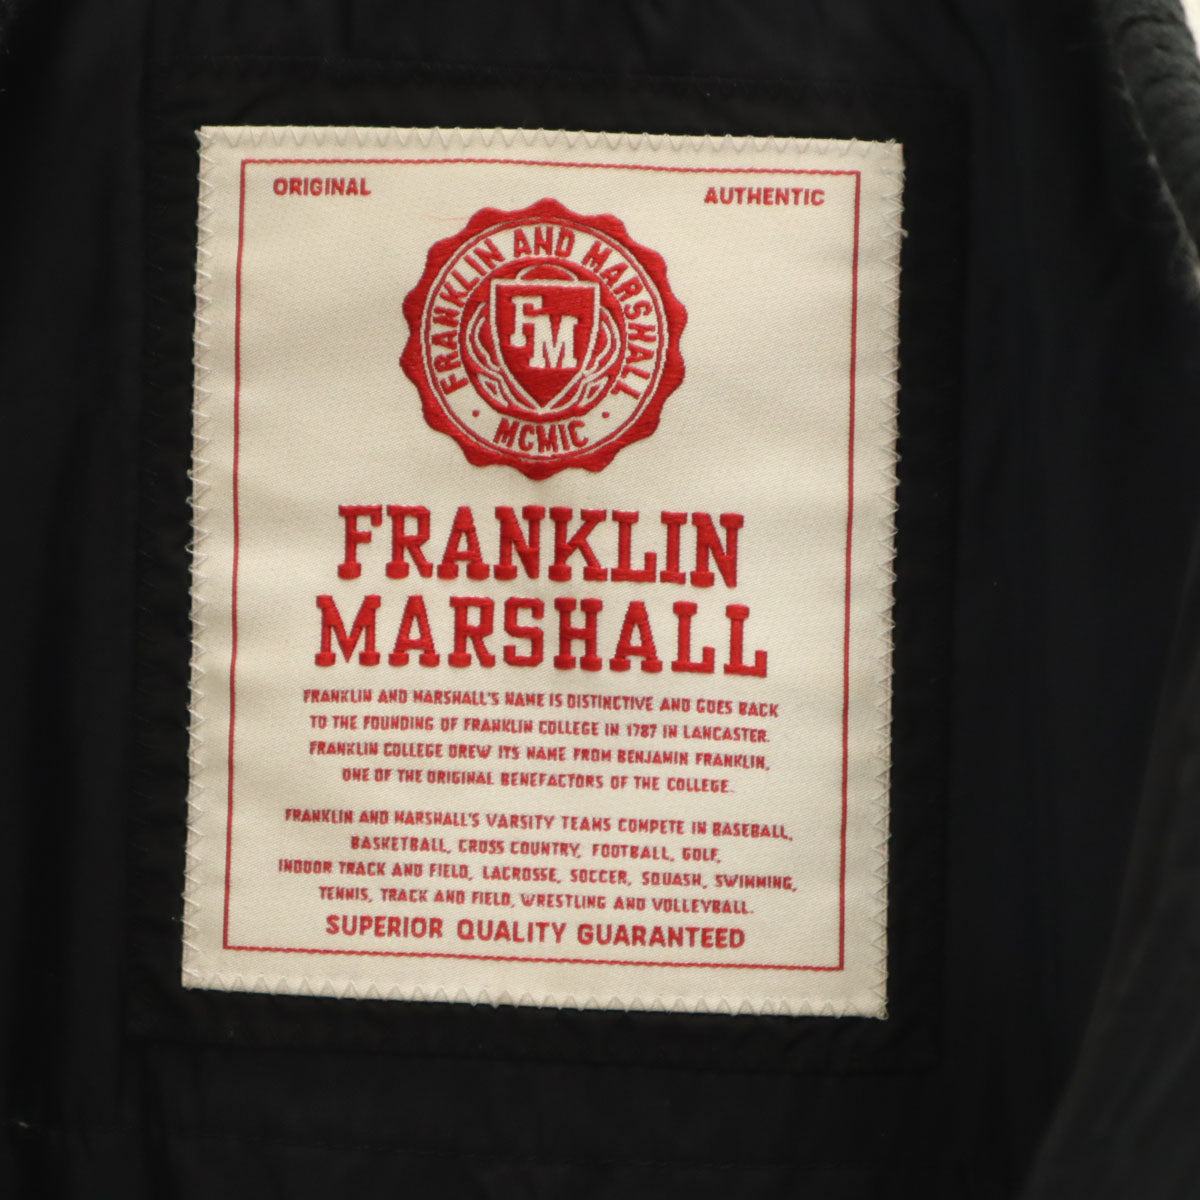 ORIGINAL
AUTHENTIC
FRANKLIN AND MARSHALL
FM
· MCMIC ·
FRANKLIN
MARSHALL
FRANKLIN AND MARSHALL'S NAME IS DISTINCTIVE AND GOES BACK
TO THE FOUNDING OF FRANKLIN COLLEGE IN 1787 IN LANCASTER.
FRANKLIN COLLEGE DREW ITS NAME FROM BENJAMIN FRANKLIN,
ONE OF THE ORIGINAL BENEFACTORS OF THE COLLEGE.
FRANKLIN AND MARSHALL'S VARSITY TEAMS COMPETE IN BASEBALL,
BASKETBALL, CROSS COUNTRY, FOOTBALL, GOLF,
INDOOR TRACK AND FIELD, LACROSSE, SOCCER, SQUASH, SWIMMING,
TENNIS, TRACK AND FIELD, WRESTLING AND VOLLEYBALL.
SUPERIOR QUALITY GUARANTEED